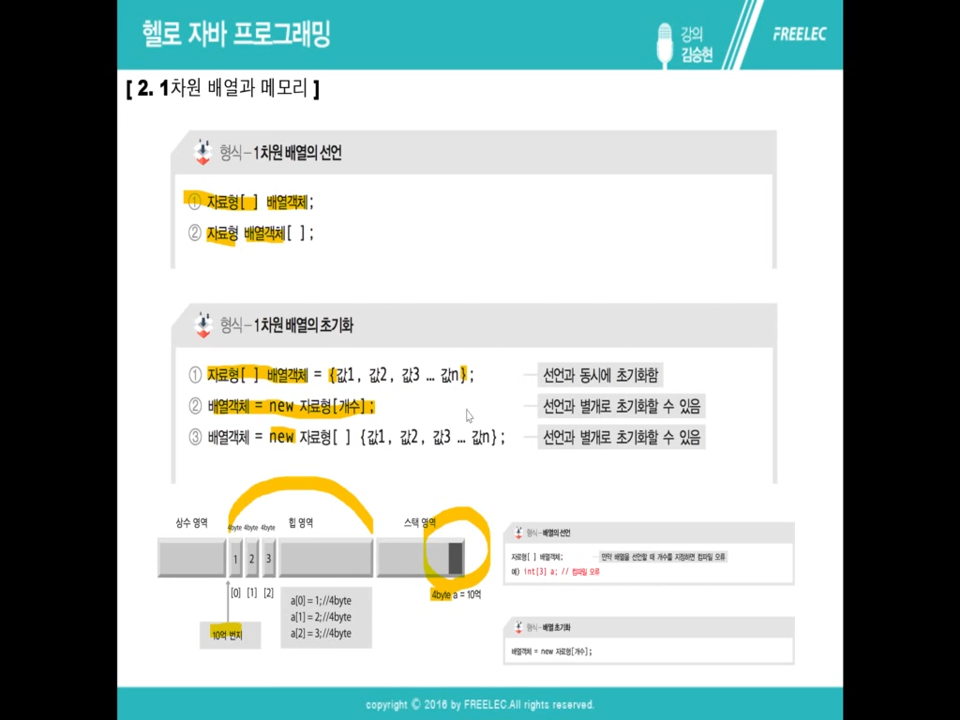 헬로 자바 프로그래밍
강의
김승현
FREELEC
[ 2. 1차원 배열과 메모리 ]
형식 – 1차원 배열의 선언
① 자료형[ ] 배열객체;
② 자료형 배열객체[ ];
형식 – 1차원 배열의 초기화
① 자료형[ ] 배열객체 = {값1, 값2, 값3 … 값n}; 선언과 동시에 초기화함
② 배열객체 = new 자료형[개수]; 선언과 별개로 초기화할 수 있음
③ 배열객체 = new 자료형[ ] {값1, 값2, 값3 … 값n}; 선언과 별개로 초기화할 수 있음
상수 영역 힙 영역 스택 영역
4byte 4byte 4byte
1 2 3
[0] [1] [2]
4byte a = 10억
10억 번지
a[0] = 1;//4byte
a[1] = 2;//4byte
a[2] = 3;//4byte
형식 – 배열의 선언
자료형[ ] 배열객체; 만약 배열을 선언할 때 개수를 지정하면 컴파일 오류
예) int[3] a; // 컴파일 오류
형식 – 배열 초기화
배열객체 = new 자료형[개수];
copyright ⓒ 2016 by FREELEC.All rights reserved.